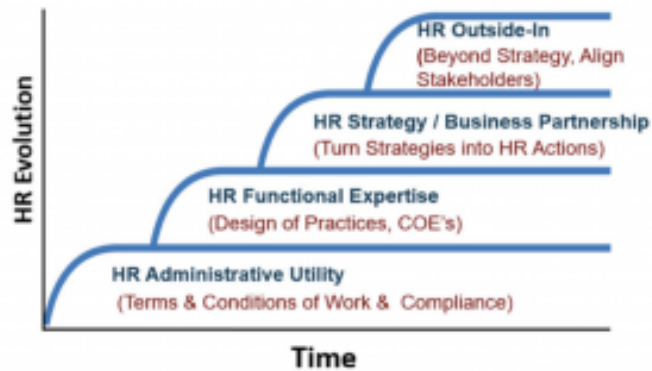 HR Outside-In
(Beyond Strategy, Align
Stakeholders)
HR Strategy / Business Partnership
(Turn Strategies into HR Actions)
HR Functional Expertise
(Design of Practices, COE's)
HR Administrative Utility
(Terms & Conditions of Work & Compliance)
HR Evolution
Time